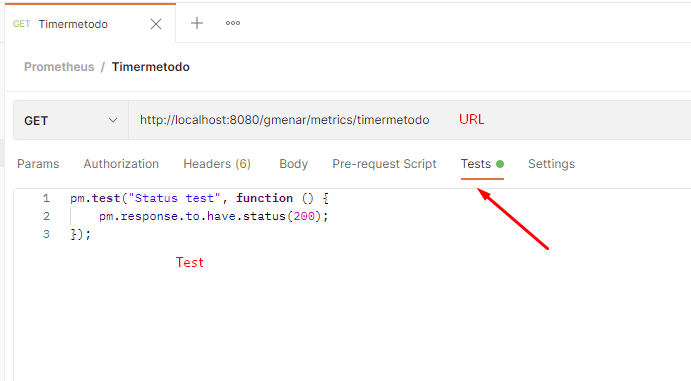 GET Timermetodo
Prometheus / Timermetodo
GET http://localhost:8080/gmenar/metrics/timermetodo URL
Params Authorization Headers (6) Body Pre-request Script Tests Settings
1 pm.test("Status test", function () {
2 pm.response.to.have.status(200);
3 });
Test